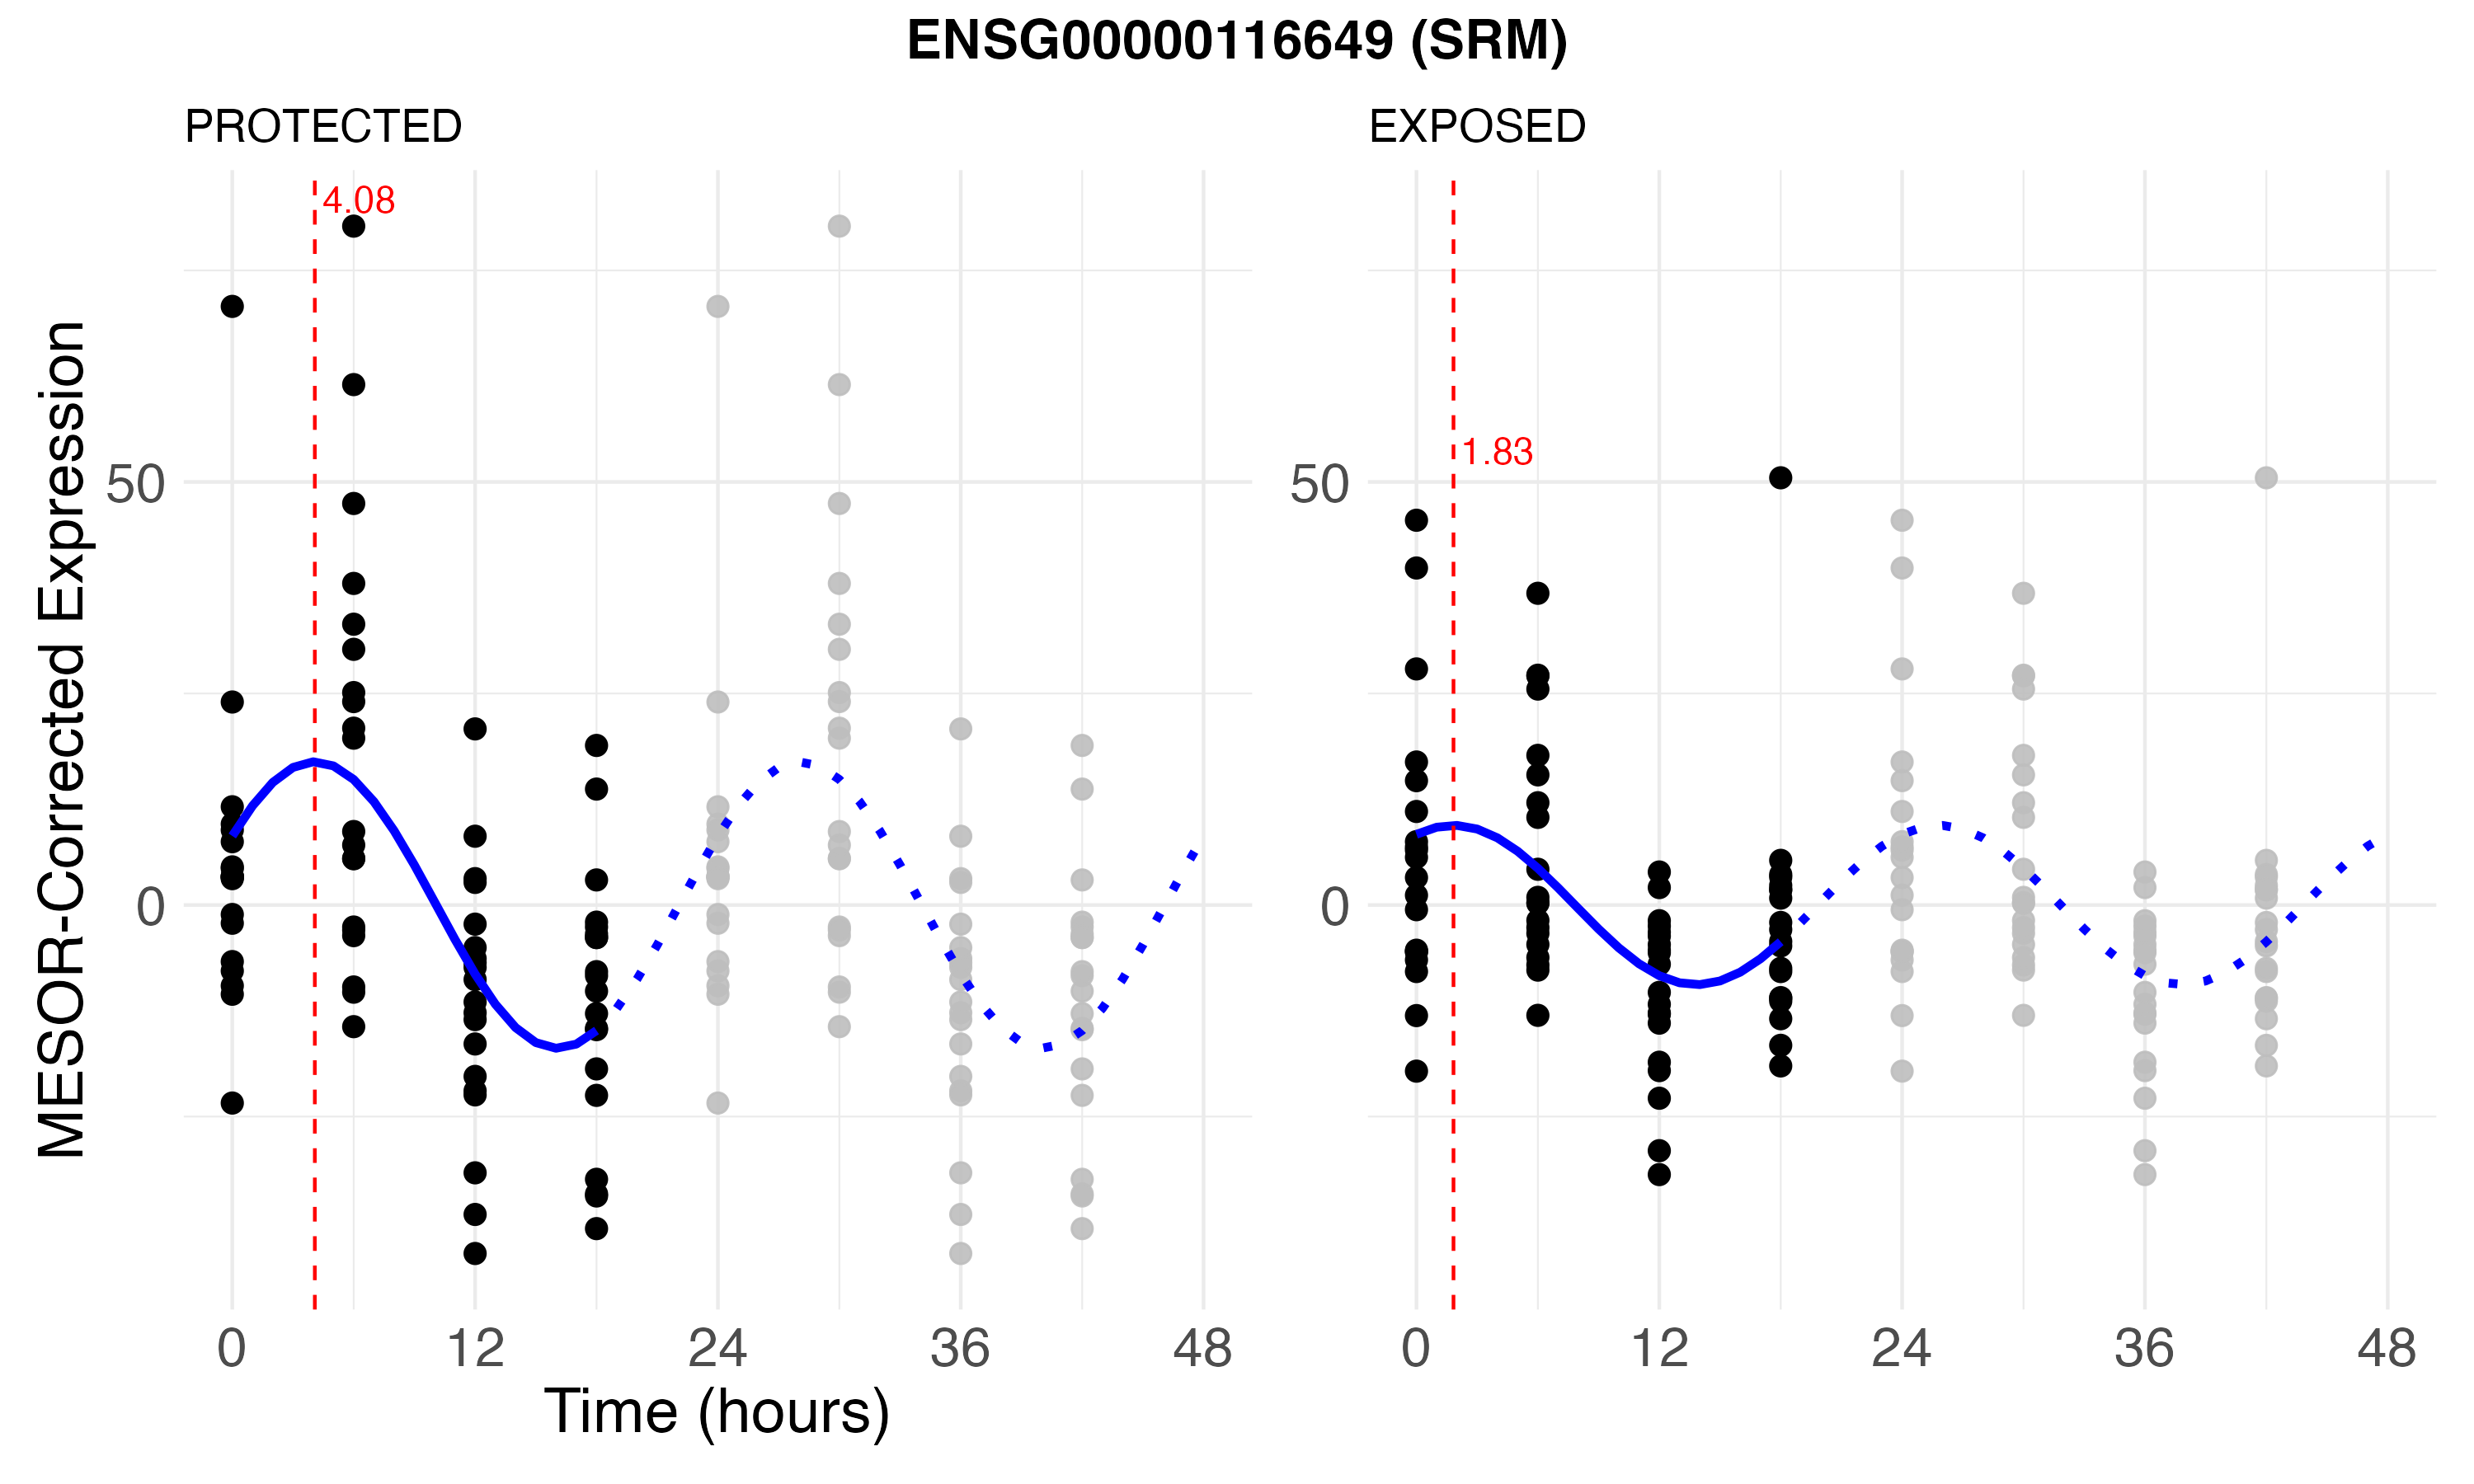 ENSG00000116649 (SRM)
PROTECTED
EXPOSED
4.08
1.83
MESOR-Corrected Expression
50
0
50
0
0 12 24 36 48
0 12 24 36 48
Time (hours)